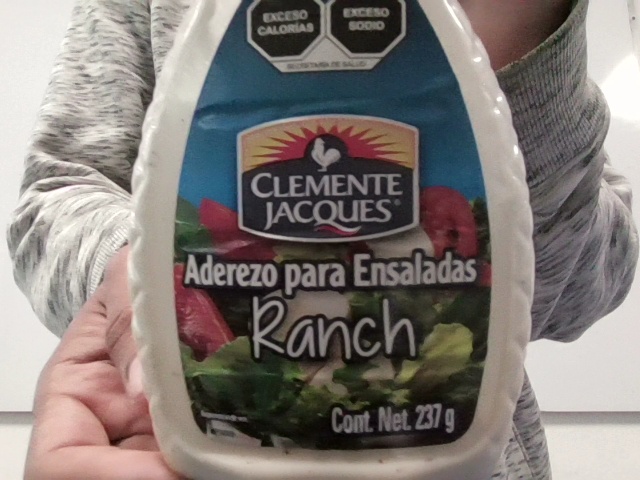 EXCESO CALORÍAS
EXCESO SODIO
SECRETARÍA DE SALUD
CLEMENTE
JACQUES®
Aderezo para Ensaladas
Ranch
Cont. Net. 237 g